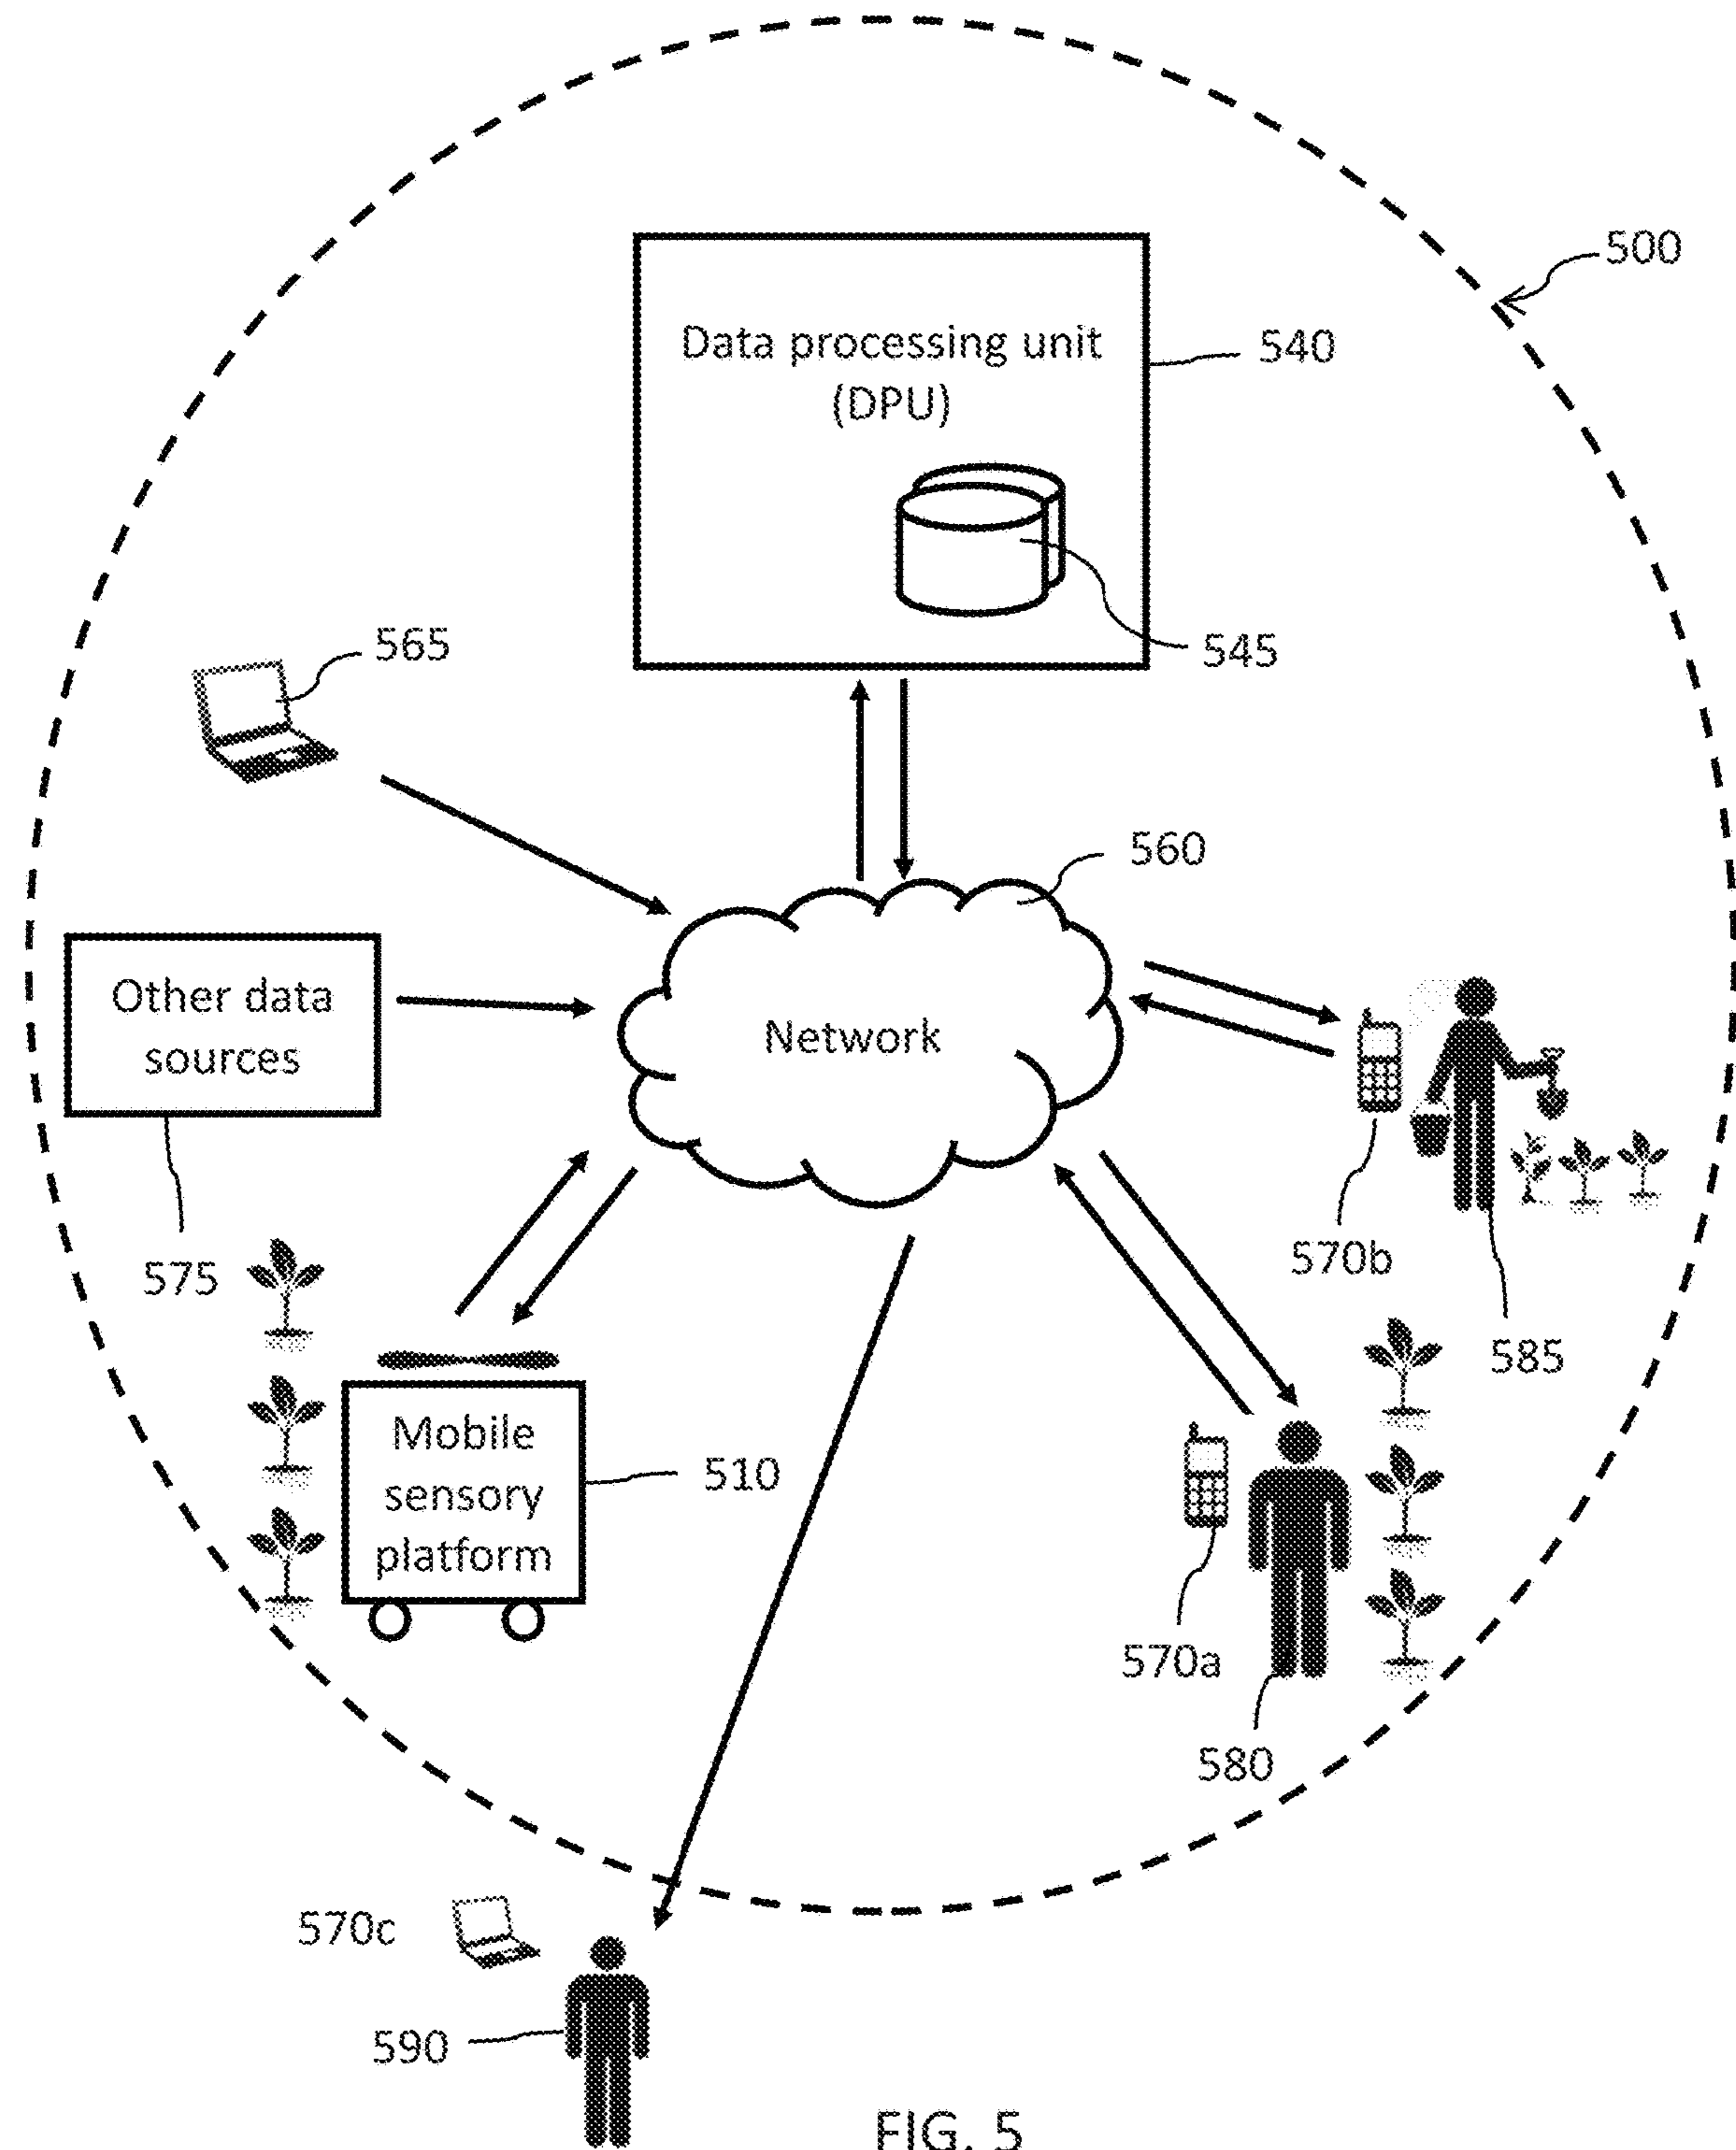 500
Data processing unit
(DPU)
540
545
565
560
Other data
sources
Network
575
570b
585
Mobile
sensory
platform
510
570a
580
570c
590
FIG. 5